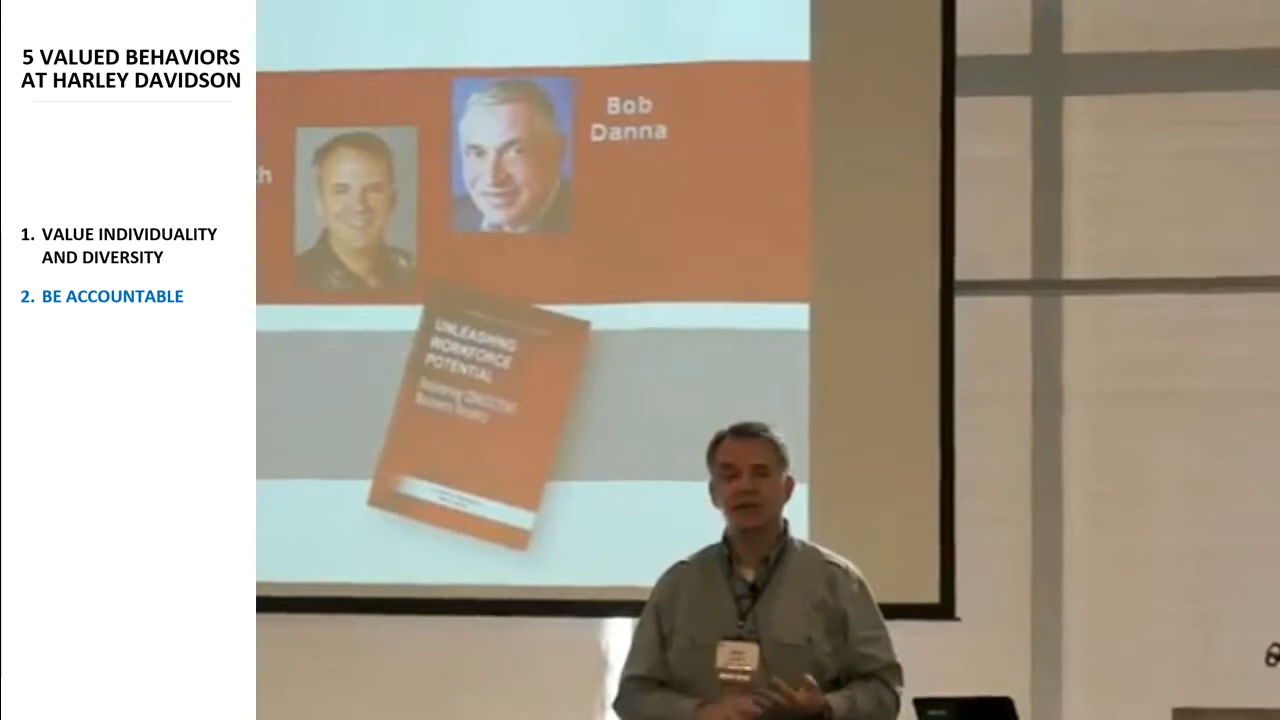 5 VALUED BEHAVIORS
AT HARLEY DAVIDSON
1. VALUE INDIVIDUALITY
AND DIVERSITY
2. BE ACCOUNTABLE
Bob
Danna
UNLEASHING
WORKFORCE
POTENTIAL